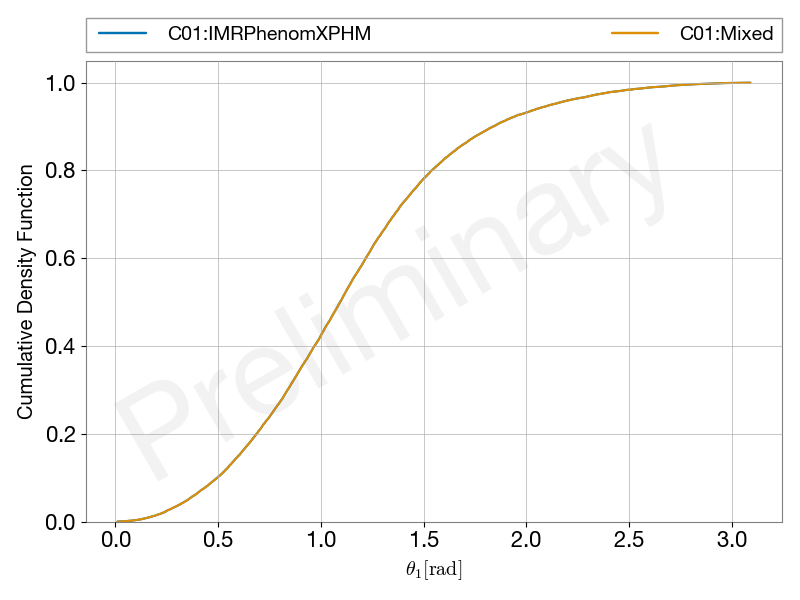 C01:IMRPhenomXPHM C01:Mixed
1.0
0.8
0.6
0.4
0.2
0.0
Cumulative Density Function
Preliminary
0.0 0.5 1.0 1.5 2.0 2.5 3.0
θ₁[rad]